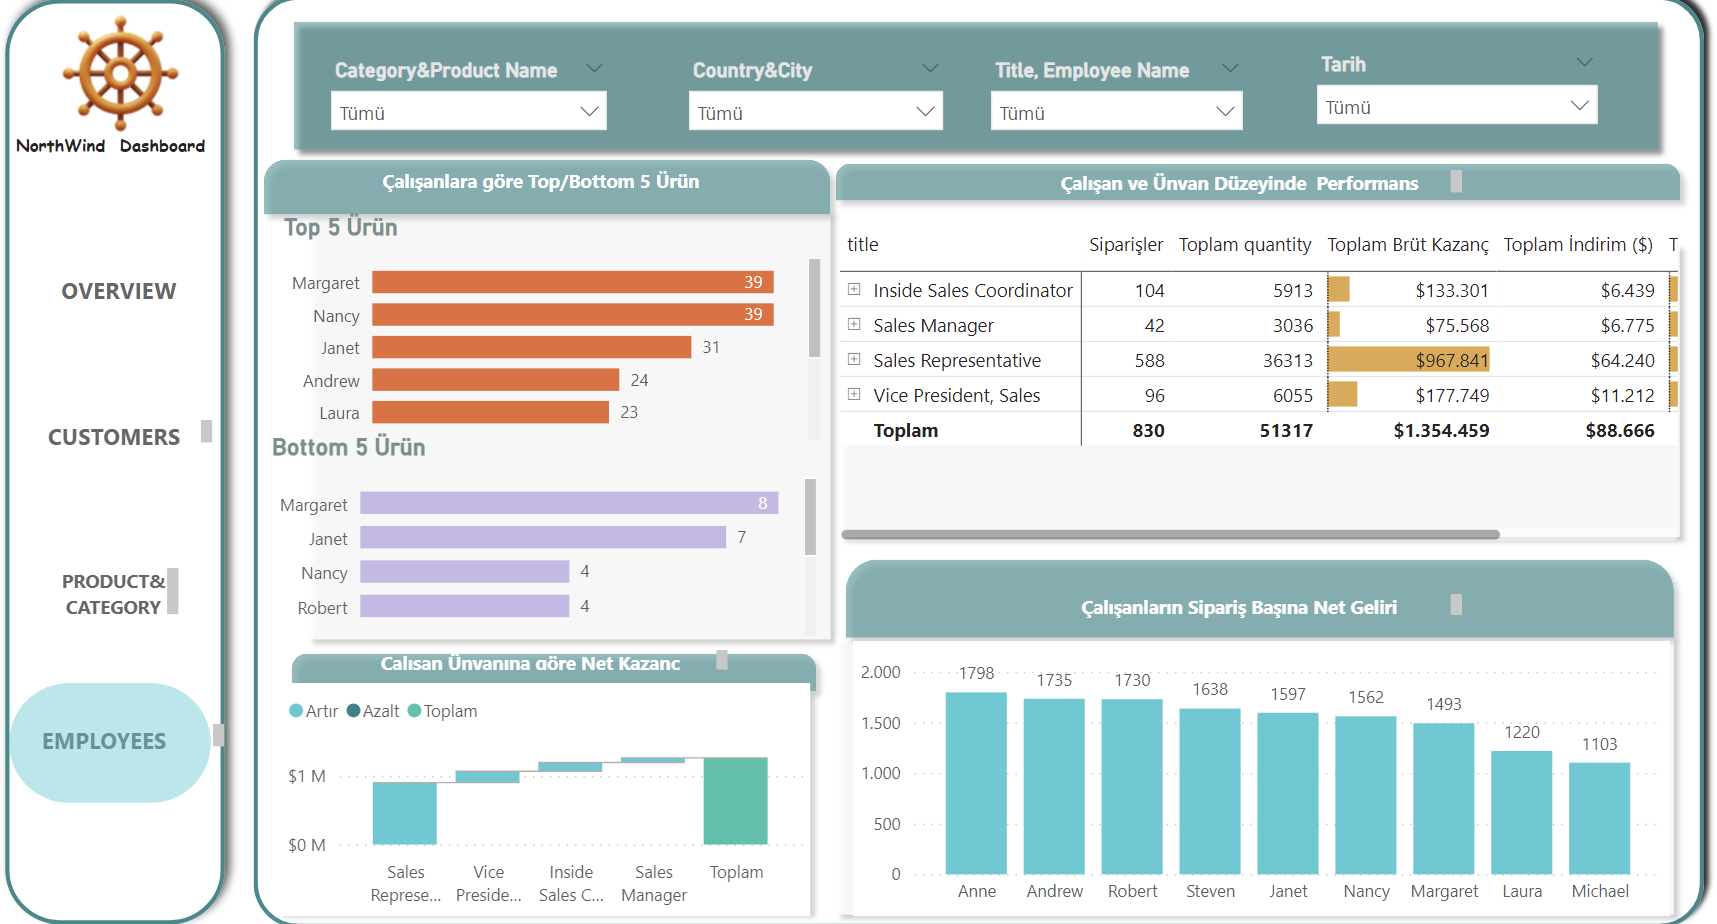 NorthWind Dashboard
OVERVIEW
CUSTOMERS
PRODUCT&
CATEGORY
EMPLOYEES
Category&Product Name
Tümü
Country&City
Tümü
Title, Employee Name
Tümü
Tarih
Tümü
Çalışanlara göre Top/Bottom 5 Ürün
Top 5 Ürün
Margaret 39
Nancy 39
Janet 31
Andrew 24
Laura 23
Bottom 5 Ürün
Margaret 8
Janet 7
Nancy 4
Robert 4
Çalışan ve Ünvan Düzeyinde Performans
title Siparişler Toplam quantity Toplam Brüt Kazanç Toplam İndirim ($)
Inside Sales Coordinator 104 5913 $133.301 $6.439
Sales Manager 42 3036 $75.568 $6.775
Sales Representative 588 36313 $967.841 $64.240
Vice President, Sales 96 6055 $177.749 $11.212
Toplam 830 51317 $1.354.459 $88.666
Çalışan Ünvanına göre Net Kazanç
Artır Azalt Toplam
$1 M
$0 M
Sales Vice Inside Sales Toplam
Represe... Preside... Sales C... Manager
Çalışanların Sipariş Başına Net Geliri
2.000
1.500
1.000
500
0
1798 1735 1730 1638 1597 1562 1493 1220 1103
Anne Andrew Robert Steven Janet Nancy Margaret Laura Michael